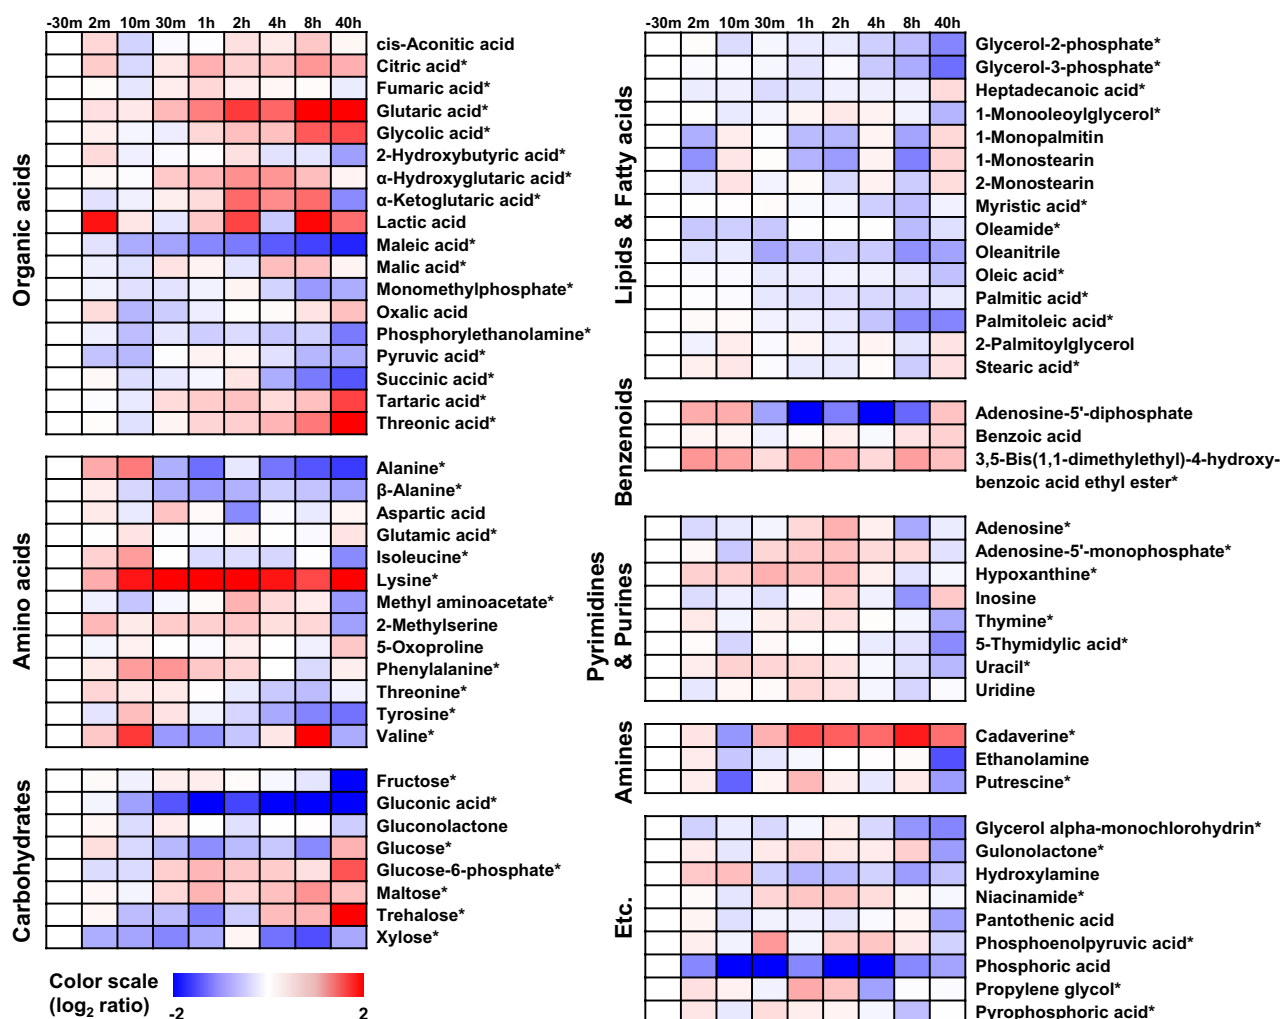 -30m 2m 10m 30m 1h 2h 4h 8h 40h
Organic acids
cis-Aconitic acid
Citric acid*
Fumaric acid*
Glutaric acid*
Glycolic acid*
2-Hydroxybutyric acid*
α-Hydroxyglutaric acid*
α-Ketoglutaric acid*
Lactic acid
Maleic acid*
Malic acid*
Monomethylphosphate*
Oxalic acid
Phosphorylethanolamine*
Pyruvic acid*
Succinic acid*
Tartaric acid*
Threonic acid*
Amino acids
Alanine*
β-Alanine*
Aspartic acid
Glutamic acid*
Isoleucine*
Lysine*
Methyl aminoacetate*
2-Methylserine
5-Oxoproline
Phenylalanine*
Threonine*
Tyrosine*
Valine*
Carbohydrates
Fructose*
Gluconic acid*
Gluconolactone
Glucose*
Glucose-6-phosphate*
Maltose*
Trehalose*
Xylose*
Color scale
(log2 ratio)
-2 2
-30m 2m 10m 30m 1h 2h 4h 8h 40h
Lipids & Fatty acids
Glycerol-2-phosphate*
Glycerol-3-phosphate*
Heptadecanoic acid*
1-Monooleoylglycerol*
1-Monopalmitin
1-Monostearin
2-Monostearin
Myristic acid*
Oleamide*
Oleanitrile
Oleic acid*
Palmitic acid*
Palmitoleic acid*
2-Palmitoylglycerol
Stearic acid*
Benzenoids
Adenosine-5'-diphosphate
Benzoic acid
3,5-Bis(1,1-dimethylethyl)-4-hydroxy-
benzoic acid ethyl ester*
Pyrimidines
& Purines
Adenosine*
Adenosine-5'-monophosphate*
Hypoxanthine*
Inosine
Thymine*
5-Thymidylic acid*
Uracil*
Uridine
Amines
Cadaverine*
Ethanolamine
Putrescine*
Etc.
Glycerol alpha-monochlorohydrin*
Gulonolactone*
Hydroxylamine
Niacinamide*
Pantothenic acid
Phosphoenolpyruvic acid*
Phosphoric acid
Propylene glycol*
Pyrophosphoric acid*